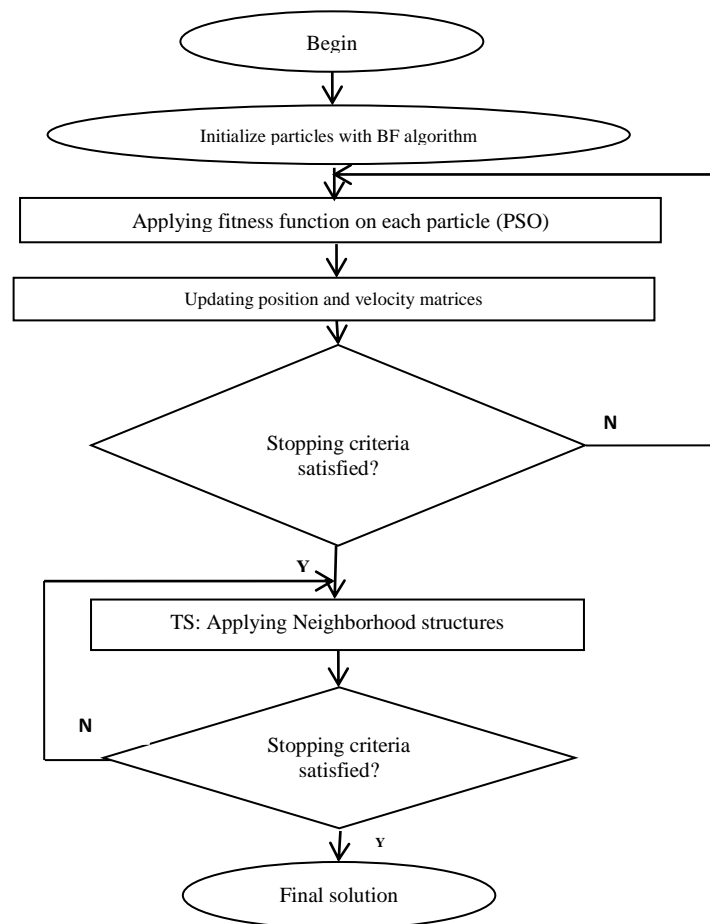 Begin
Initialize particles with BF algorithm
Applying fitness function on each particle (PSO)
Updating position and velocity matrices
Stopping criteria
satisfied?
N
Y
TS: Applying Neighborhood structures
N
Stopping criteria
satisfied?
Y
Final solution